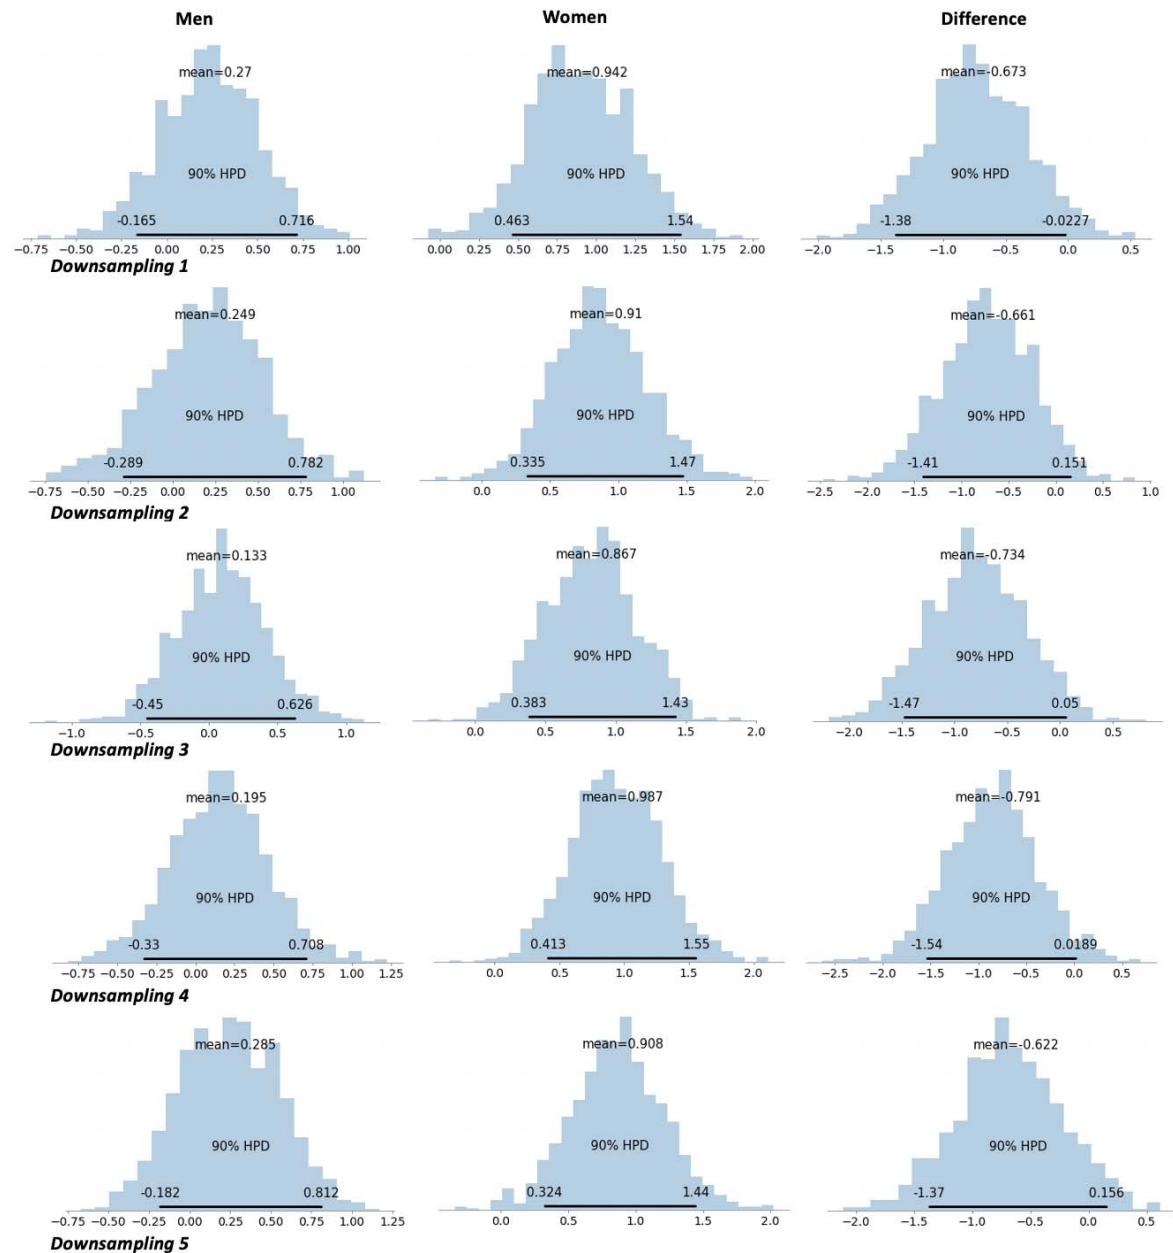 Men Women Difference
mean=0.27 mean=0.942 mean=-0.673
90% HPD 90% HPD 90% HPD
-0.165 0.716 0.463 1.54 -1.38 -0.0227
−0.75 −0.50 −0.25 0.00 0.25 0.50 0.75 1.00 0.00 0.25 0.50 0.75 1.00 1.25 1.50 1.75 2.00 −2.0 −1.5 −1.0 −0.5 0.0 0.5
Downsampling 1
mean=0.249 mean=0.91 mean=-0.661
90% HPD 90% HPD 90% HPD
-0.289 0.782 0.335 1.47 -1.41 0.151
−0.75 −0.50 −0.25 0.00 0.25 0.50 0.75 1.00 0.0 0.5 1.0 1.5 2.0 −2.5 −2.0 −1.5 −1.0 −0.5 0.0 0.5 1.0
Downsampling 2
mean=0.133 mean=0.867 mean=-0.734
90% HPD 90% HPD 90% HPD
-0.45 0.626 0.383 1.43 -1.47 0.05
−1.0 −0.5 0.0 0.5 1.0 0.0 0.5 1.0 1.5 2.0 −2.0 −1.5 −1.0 −0.5 0.0 0.5
Downsampling 3
mean=0.195 mean=0.987 mean=-0.791
90% HPD 90% HPD 90% HPD
-0.33 0.708 0.413 1.55 -1.54 0.0189
−0.75 −0.50 −0.25 0.00 0.25 0.50 0.75 1.00 1.25 0.0 0.5 1.0 1.5 2.0 −2.5 −2.0 −1.5 −1.0 −0.5 0.0 0.5
Downsampling 4
mean=0.285 mean=0.908 mean=-0.622
90% HPD 90% HPD 90% HPD
-0.182 0.812 0.324 1.44 -1.37 0.156
−0.75 −0.50 −0.25 0.00 0.25 0.50 0.75 1.00 1.25 0.0 0.5 1.0 1.5 2.0 −2.0 −1.5 −1.0 −0.5 0.0 0.5
Downsampling 5